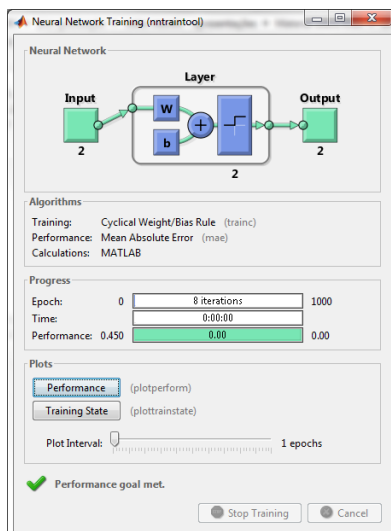 Neural Network Training (nntraintool)
Neural Network
Layer
Input
Output
W
b
+
2
2
2
Algorithms
Training: Cyclical Weight/Bias Rule (trainc)
Performance: Mean Absolute Error (mae)
Calculations: MATLAB
Progress
Epoch: 0 8 iterations 1000
Time: 0:00:00
Performance: 0.450 0.00 0.00
Plots
Performance (plotperform)
Training State (plottrainstate)
Plot Interval: 1 epochs
Performance goal met.
Stop Training Cancel